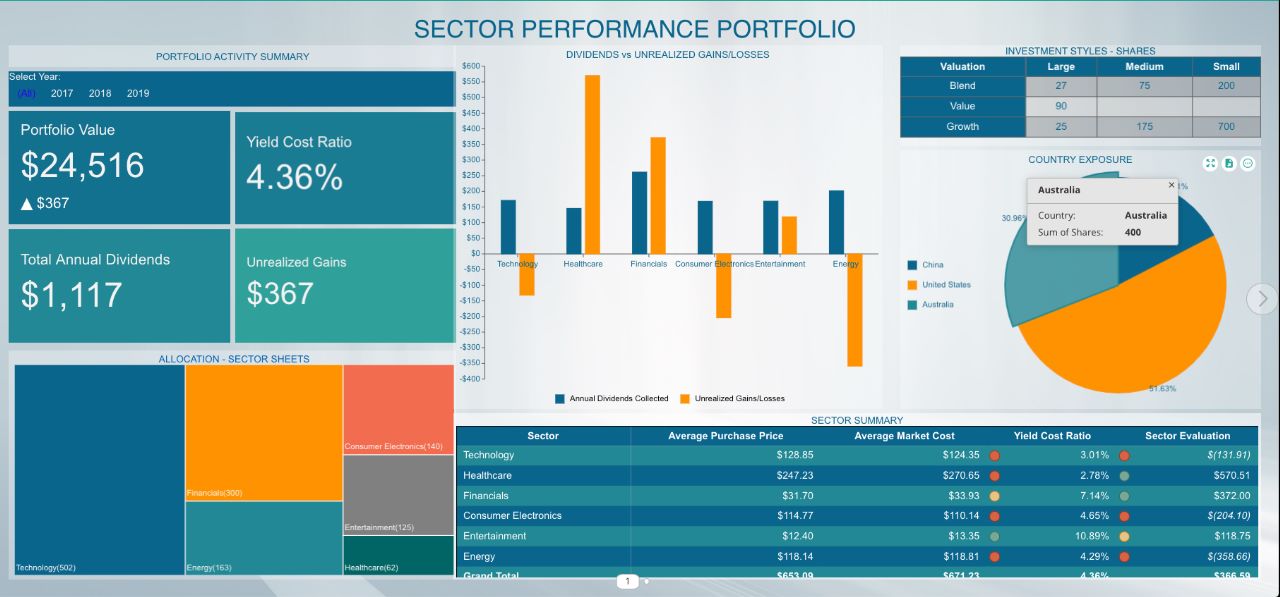 SECTOR PERFORMANCE PORTFOLIO
PORTFOLIO ACTIVITY SUMMARY
Select Year:
(All) 2017 2018 2019
Portfolio Value
$24,516
▲ $367
Yield Cost Ratio
4.36%
Total Annual Dividends
$1,117
Unrealized Gains
$367
ALLOCATION - SECTOR SHEETS
Technology(502)
Financials(300)
Energy(163)
Consumer Electronics(140)
Entertainment(125)
Healthcare(62)
DIVIDENDS vs UNREALIZED GAINS/LOSSES
$600
$550
$500
$450
$400
$350
$300
$250
$200
$150
$100
$50
$0
-$50
-$100
-$150
-$200
-$250
-$300
-$350
-$400
Technology Healthcare Financials Consumer Electronics Entertainment Energy
Annual Dividends Collected Unrealized Gains/Losses
INVESTMENT STYLES - SHARES
Valuation Large Medium Small
Blend 27 75 200
Value 90
Growth 25 175 700
COUNTRY EXPOSURE
Australia ×
Country: Australia
Sum of Shares: 400
30.96%
51.63%
China
United States
Australia
SECTOR SUMMARY
Sector Average Purchase Price Average Market Cost Yield Cost Ratio Sector Evaluation
Technology $128.85 $124.35 3.01% $(131.91)
Healthcare $247.23 $270.65 2.78% $570.51
Financials $31.70 $33.93 7.14% $372.00
Consumer Electronics $114.77 $110.14 4.65% $(204.10)
Entertainment $12.40 $13.35 10.89% $118.75
Energy $118.14 $118.81 4.29% $(358.66)
Grand Total $653.09 $671.23 4.36% $366.59
1